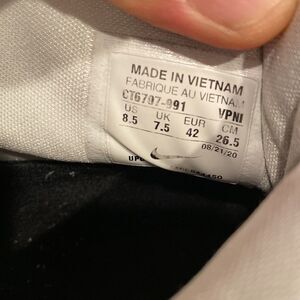 MADE IN VIETNAM
FABRIQUE AU VIETNAM
CT6797-991 VPNI
US UK EUR CM
8.5 7.5 42 26.5
08/21/20